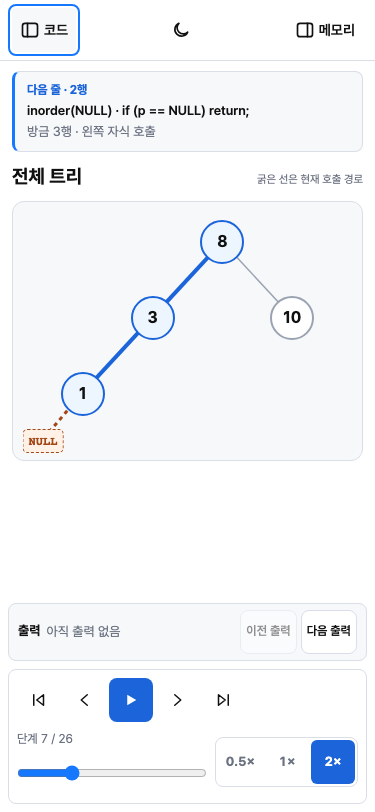 코드
메모리
다음 줄 · 2행
inorder(NULL) · if (p == NULL) return;
방금 3행 · 왼쪽 자식 호출
전체 트리
굵은 선은 현재 호출 경로
8
3
10
1
NULL
출력 아직 출력 없음
이전 출력
다음 출력
단계 7 / 26
0.5×
1×
2×